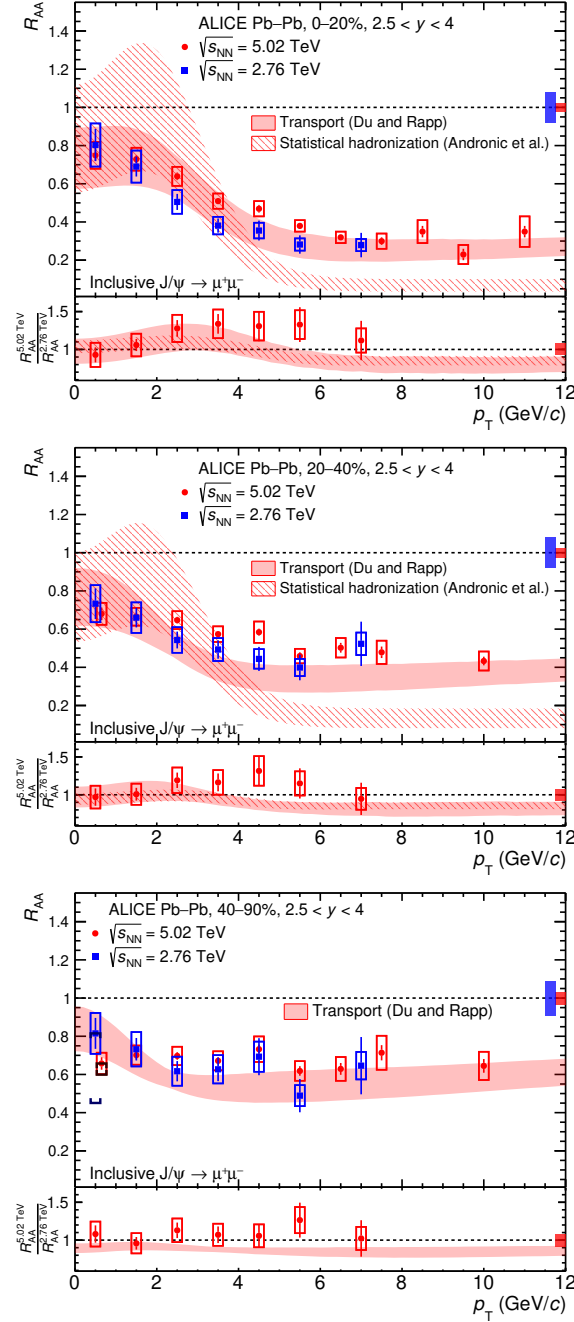 R_AA
ALICE Pb–Pb, 0–20%, 2.5 < y < 4
√s_NN = 5.02 TeV
√s_NN = 2.76 TeV
Transport (Du and Rapp)
Statistical hadronization (Andronic et al.)
1.4
1.2
1
0.8
0.6
0.4
0.2
Inclusive J/ψ → μ⁺μ⁻
R_AA^5.02 TeV / R_AA^2.76 TeV
1.5
1
0 2 4 6 8 10 12
p_T (GeV/c)
R_AA
ALICE Pb–Pb, 20–40%, 2.5 < y < 4
√s_NN = 5.02 TeV
√s_NN = 2.76 TeV
Transport (Du and Rapp)
Statistical hadronization (Andronic et al.)
1.4
1.2
1
0.8
0.6
0.4
0.2
Inclusive J/ψ → μ⁺μ⁻
R_AA^5.02 TeV / R_AA^2.76 TeV
1.5
1
0 2 4 6 8 10 12
p_T (GeV/c)
R_AA
ALICE Pb–Pb, 40–90%, 2.5 < y < 4
√s_NN = 5.02 TeV
√s_NN = 2.76 TeV
Transport (Du and Rapp)
1.4
1.2
1
0.8
0.6
0.4
0.2
Inclusive J/ψ → μ⁺μ⁻
R_AA^5.02 TeV / R_AA^2.76 TeV
1.5
1
0 2 4 6 8 10 12
p_T (GeV/c)